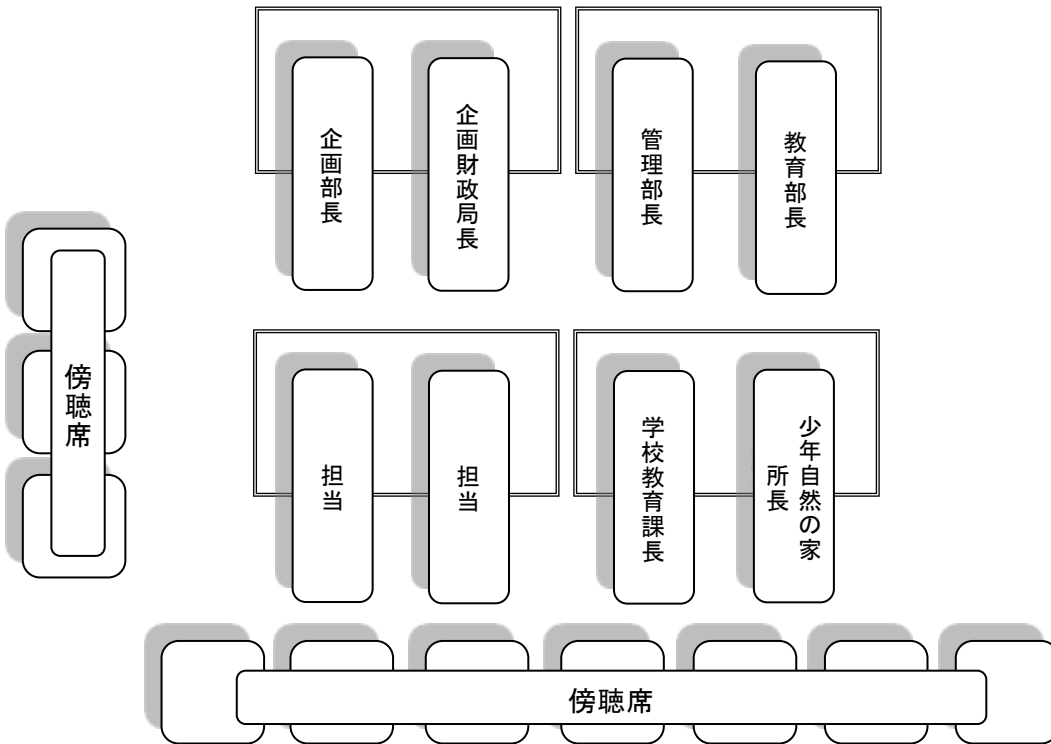 企画部長
企画財政局長
管理部長
教育部長
傍聴席
担当
担当
学校教育課長
少年自然の家
所長
傍聴席